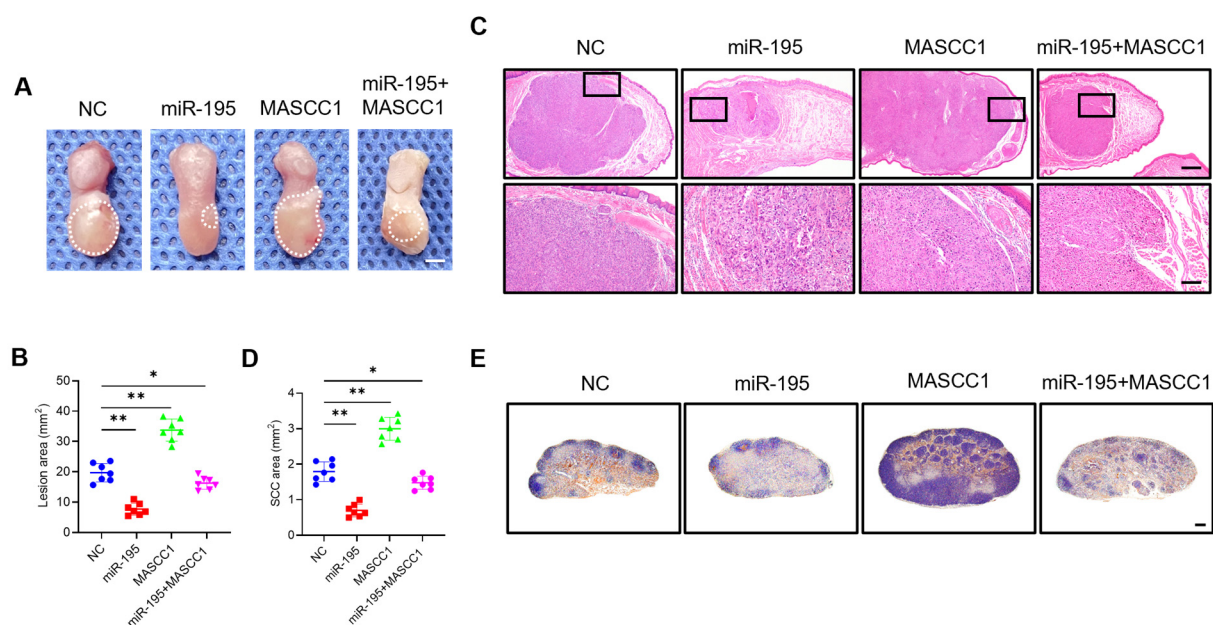 A
NC
miR-195
MASCC1
miR-195+
MASCC1
B
Lesion area (mm²)
50
40
30
20
10
0
**
**
*
NC
miR-195
MASCC1
miR-195+MASCC1
C
NC
miR-195
MASCC1
miR-195+MASCC1
D
SCC area (mm²)
4
3
2
1
0
**
**
*
NC
miR-195
MASCC1
miR-195+MASCC1
E
NC
miR-195
MASCC1
miR-195+MASCC1